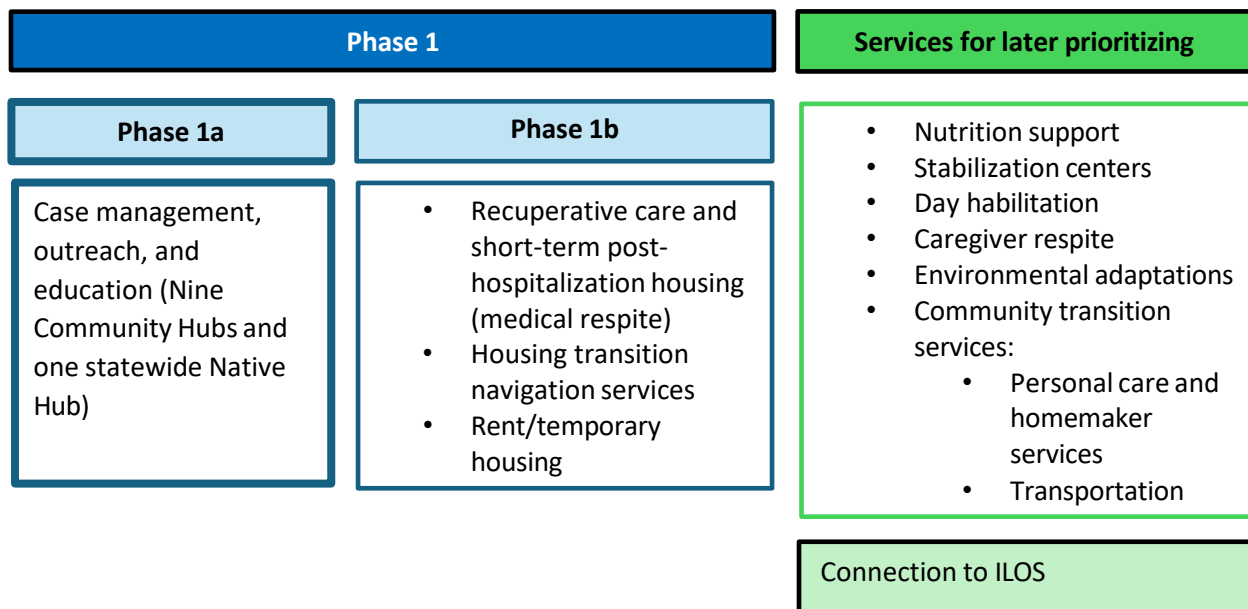 Phase 1
Phase 1a
Case management,
outreach, and
education (Nine
Community Hubs and
one statewide Native
Hub)
Phase 1b
• Recuperative care and
short-term post-
hospitalization housing
(medical respite)
• Housing transition
navigation services
• Rent/temporary
housing
Services for later prioritizing
• Nutrition support
• Stabilization centers
• Day habilitation
• Caregiver respite
• Environmental adaptations
• Community transition
services:
• Personal care and
homemaker
services
• Transportation
Connection to ILOS